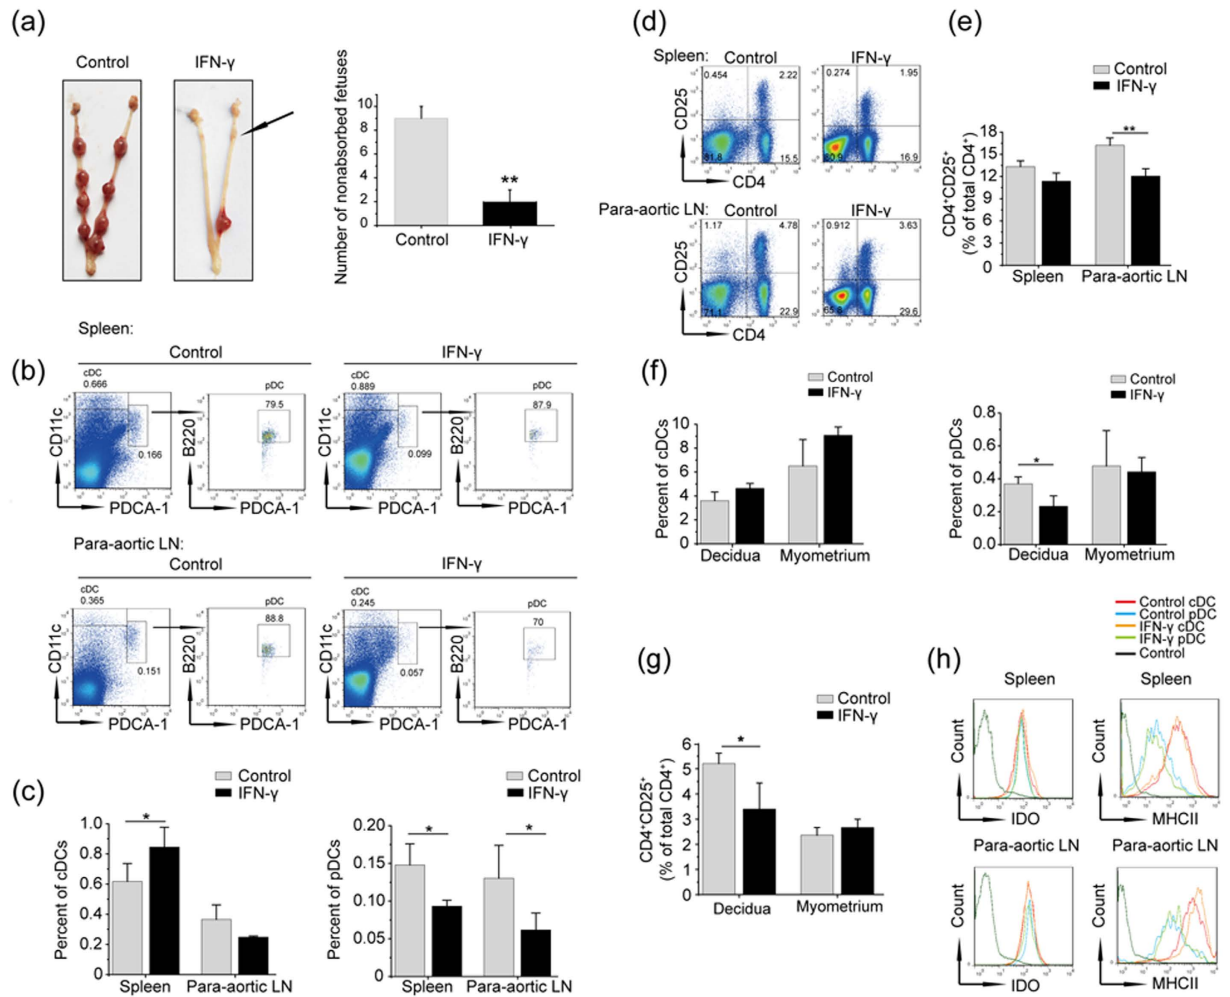 (a)
Control
IFN-γ
Number of nonabsorbed fetuses
10
8
6
4
2
0
**
Control
IFN-γ
(d)
Spleen:
Control
IFN-γ
0.454
2.22
0.274
1.95
CD25
81.8
15.5
80.9
16.9
CD4
Para-aortic LN:
Control
IFN-γ
1.17
4.78
0.912
3.63
CD25
71.1
22.9
65.8
29.6
CD4
(e)
Control
IFN-γ
CD4+CD25+
(% of total CD4+)
18
15
12
9
6
3
0
**
Spleen
Para-aortic LN
Spleen:
(b)
Control
IFN-γ
cDC
0.666
pDC
79.5
cDC
0.889
pDC
87.9
CD11c
0.166
B220
CD11c
0.099
B220
PDCA-1
PDCA-1
PDCA-1
PDCA-1
Para-aortic LN:
Control
IFN-γ
cDC
0.365
pDC
88.8
cDC
0.245
pDC
70
CD11c
0.151
B220
CD11c
0.057
B220
PDCA-1
PDCA-1
PDCA-1
PDCA-1
(c)
Control
IFN-γ
Percent of cDCs
1.0
0.8
0.6
0.4
0.2
0
*
Spleen
Para-aortic LN
Control
IFN-γ
Percent of pDCs
0.20
0.15
0.10
0.05
0
*
*
Spleen
Para-aortic LN
(f)
Control
IFN-γ
Percent of cDCs
10
8
6
4
2
0
Decidua
Myometrium
Control
IFN-γ
Percent of pDCs
0.8
0.6
0.4
0.2
0.0
*
Decidua
Myometrium
(g)
Control
IFN-γ
CD4+CD25+
(% of total CD4+)
6
5
4
3
2
1
0
*
Decidua
Myometrium
(h)
Control cDC
Control pDC
IFN-γ cDC
IFN-γ pDC
Control
Spleen
Spleen
Count
Count
IDO
MHCII
Para-aortic LN
Para-aortic LN
Count
Count
IDO
MHCII